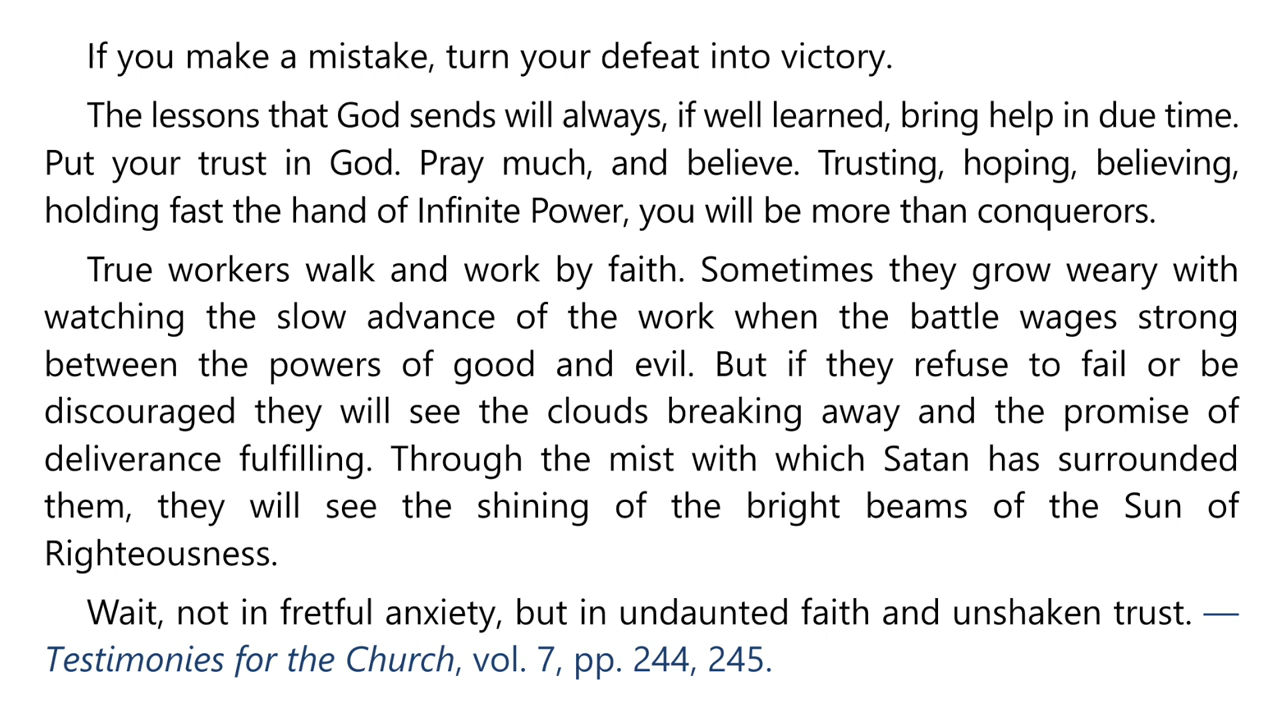 If you make a mistake, turn your defeat into victory.
The lessons that God sends will always, if well learned, bring help in due time.
Put your trust in God. Pray much, and believe. Trusting, hoping, believing,
holding fast the hand of Infinite Power, you will be more than conquerors.
True workers walk and work by faith. Sometimes they grow weary with
watching the slow advance of the work when the battle wages strong
between the powers of good and evil. But if they refuse to fail or be
discouraged they will see the clouds breaking away and the promise of
deliverance fulfilling. Through the mist with which Satan has surrounded
them, they will see the shining of the bright beams of the Sun of
Righteousness.
Wait, not in fretful anxiety, but in undaunted faith and unshaken trust. —
Testimonies for the Church, vol. 7, pp. 244, 245.